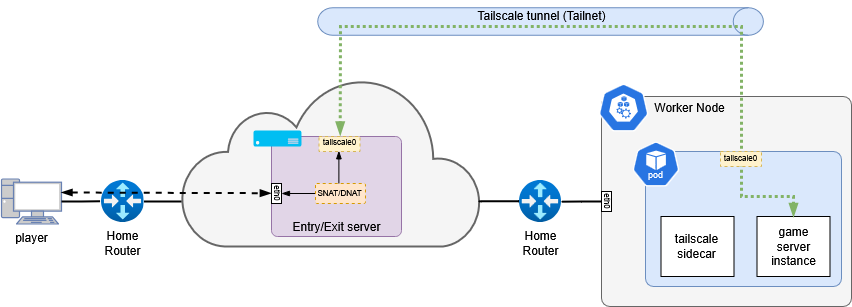 Tailscale tunnel (Tailnet)
Worker Node
tailscale0
tailscale0
pod
eth0
SNAT/DNAT
eth0
player
Home
Router
Entry/Exit server
Home
Router
tailscale
sidecar
game
server
instance